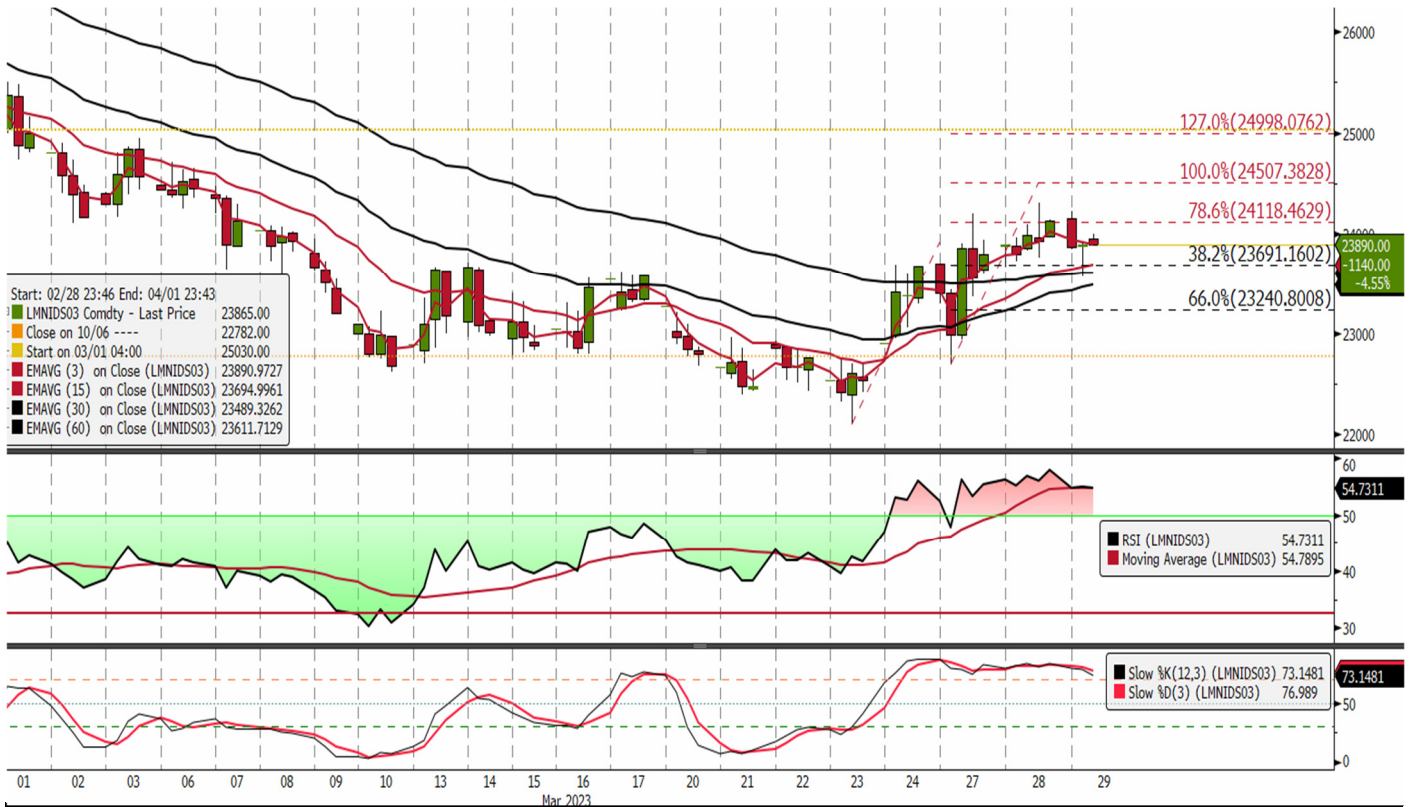 26000
127.0%(24998.0762)
25000
100.0%(24507.3828)
78.6%(24118.4629)
23890.00
-1140.00
-4.55%
38.2%(23691.1602)
66.0%(23240.8008)
23000
22000
Start: 02/28 23:46 End: 04/01 23:43
LMNIDS03 Comdty - Last Price 23865.00
Close on 10/06 ---- 22782.00
Start on 03/01 04:00 25030.00
EMAVG (3) on Close (LMNIDS03) 23890.9727
EMAVG (15) on Close (LMNIDS03) 23694.9961
EMAVG (30) on Close (LMNIDS03) 23489.3262
EMAVG (60) on Close (LMNIDS03) 23611.7129
60
54.7311
50
40
30
RSI (LMNIDS03) 54.7311
Moving Average (LMNIDS03) 54.7895
Slow %K(12,3) (LMNIDS03) 73.1481
Slow %D(3) (LMNIDS03) 76.989
73.1481
50
0
01 02 03 06 07 08 09 10 13 14 15 16 17 20 21 22 23 24 27 28 29
Mar 2023